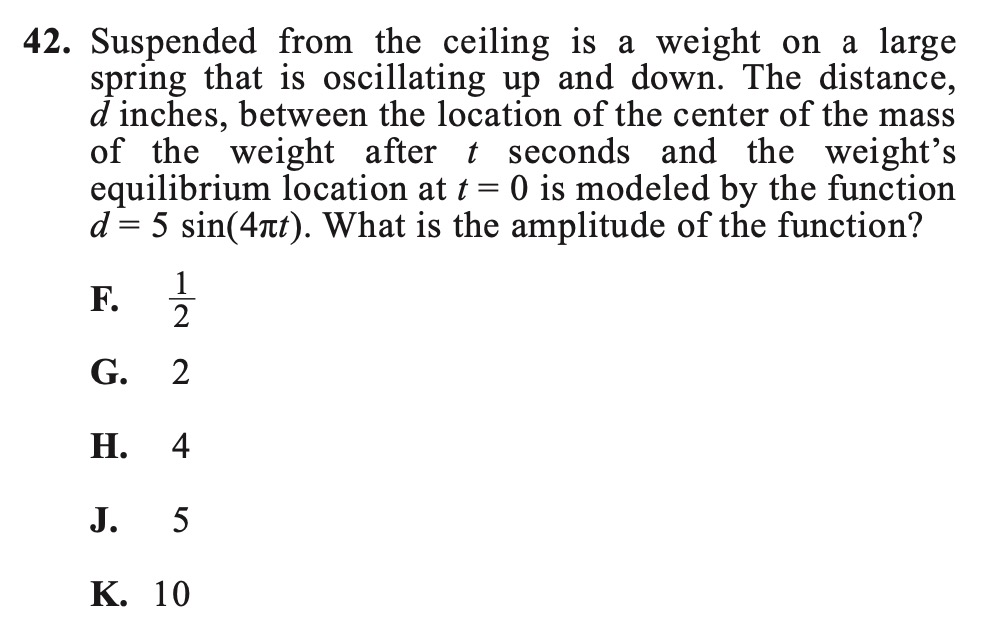 42. Suspended from the ceiling is a weight on a large
spring that is oscillating up and down. The distance,
d inches, between the location of the center of the mass
of the weight after t seconds and the weight’s
equilibrium location at t = 0 is modeled by the function
d = 5 sin(4πt). What is the amplitude of the function?
F. 1/2
G. 2
H. 4
J. 5
K. 10